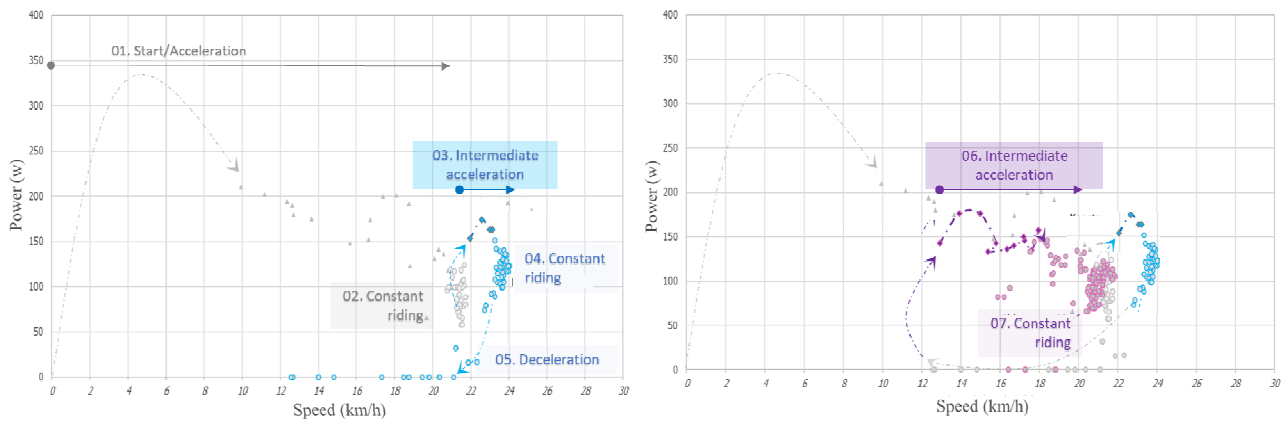 400
350
300
250
200
150
100
50
0
Power (w)
01. Start/Acceleration
03. Intermediate
acceleration
04. Constant
riding
02. Constant
riding
05. Deceleration
0 2 4 6 8 10 12 14 16 18 20 22 24 26 28 30
Speed (km/h)
400
350
300
250
200
150
100
50
0
Power (w)
06. Intermediate
acceleration
07. Constant
riding
0 2 4 6 8 10 12 14 16 18 20 22 24 26 28 30
Speed (km/h)